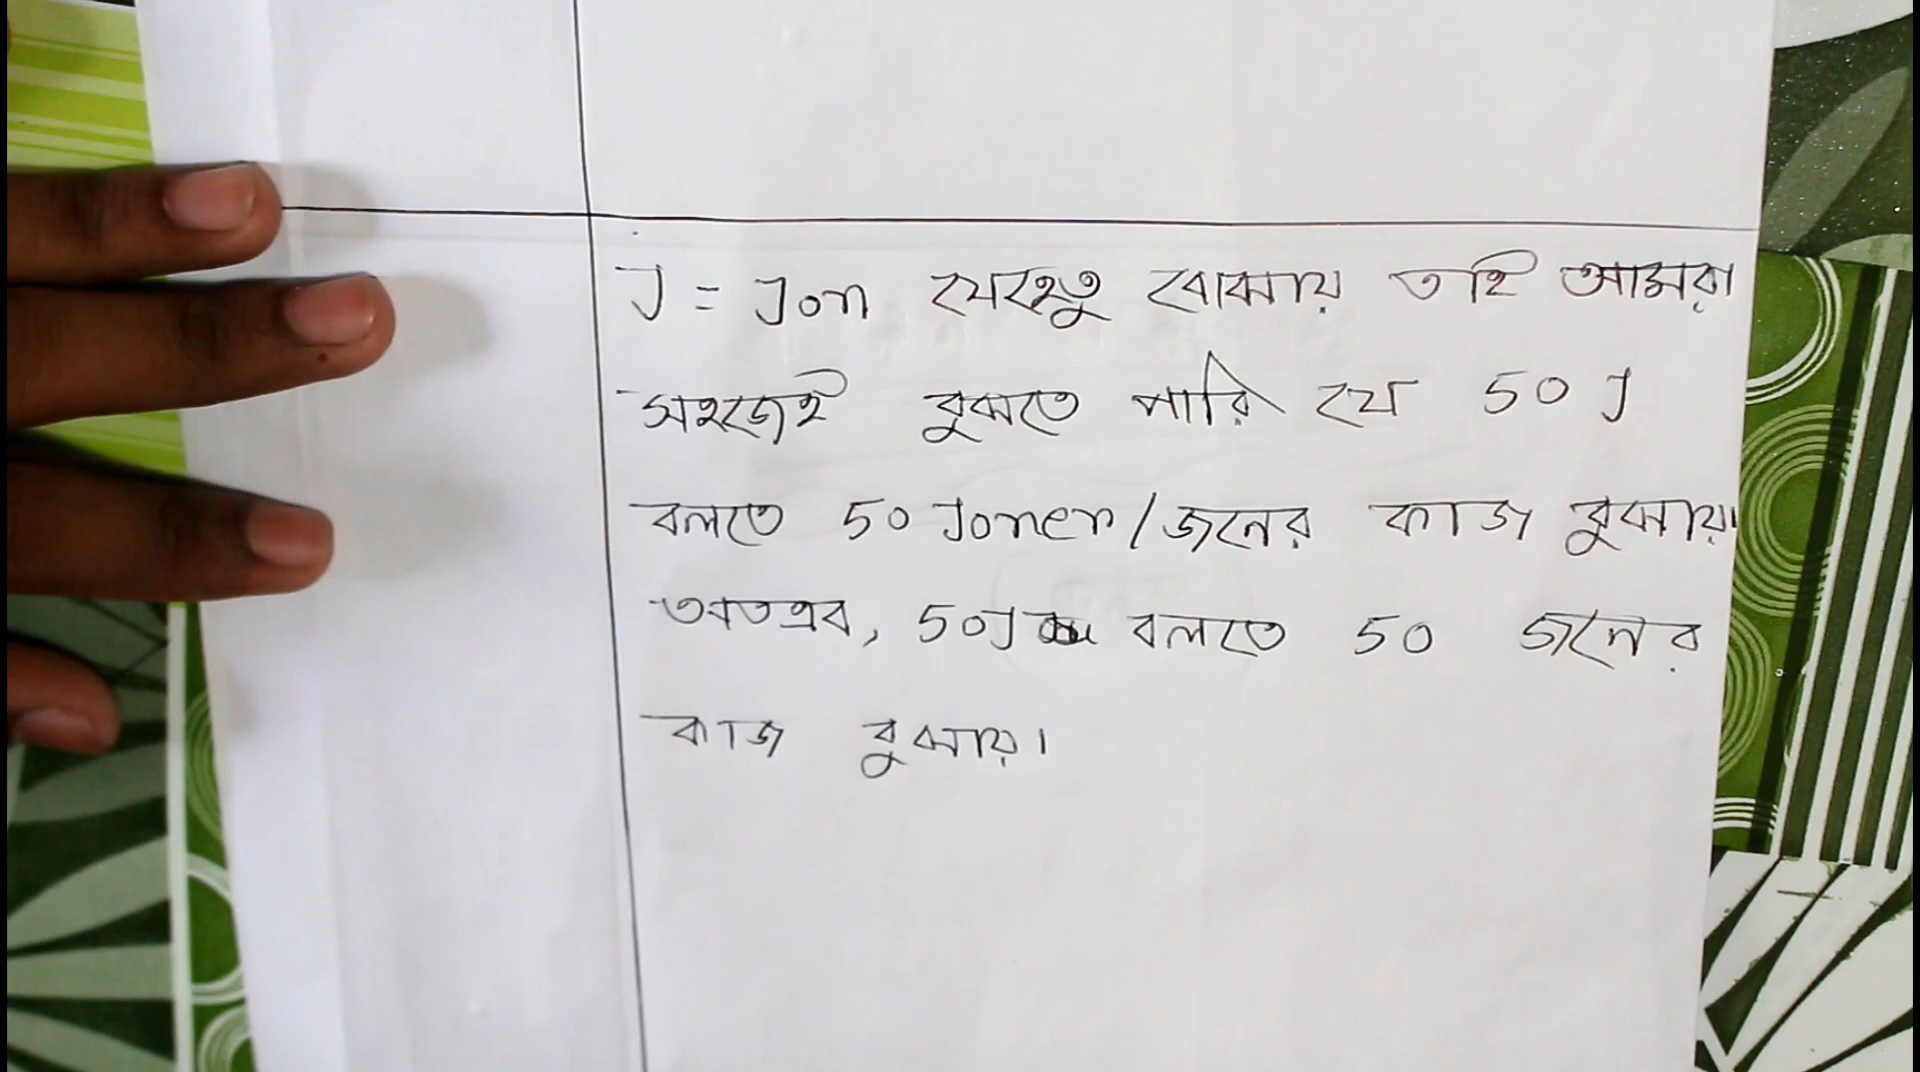 J = Jon যেহেতু বোঝায় তাই আমরা
সহজেই বুঝতে পারি যে 50 J
বলতে 50 Joner/জনের কাজ বুঝায়।
অতএব, 50J বলতে 50 জনের
কাজ বুঝায়।